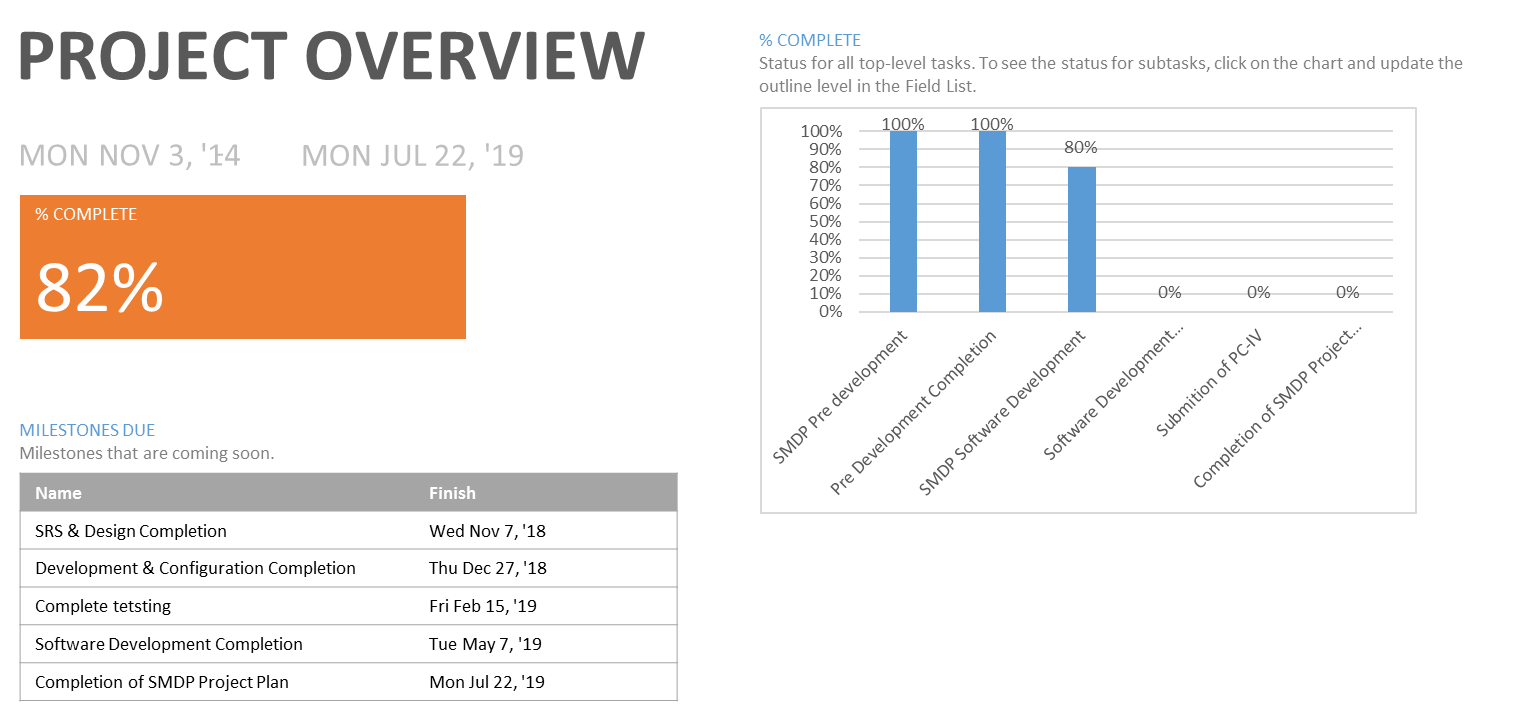 PROJECT OVERVIEW
MON NOV 3, '14 - MON JUL 22, '19
% COMPLETE
82%
MILESTONES DUE
Milestones that are coming soon.
Name Finish
SRS & Design Completion Wed Nov 7, '18
Development & Configuration Completion Thu Dec 27, '18
Complete tetsting Fri Feb 15, '19
Software Development Completion Tue May 7, '19
Completion of SMDP Project Plan Mon Jul 22, '19
% COMPLETE
Status for all top-level tasks. To see the status for subtasks, click on the chart and update the
outline level in the Field List.
100%
90%
80%
70%
60%
50%
40%
30%
20%
10%
0%
100% 100% 80% 0% 0% 0%
SMDP Pre development
Pre Development Completion
SMDP Software Development
Software Development...
Submition of PC-IV
Completion of SMDP Project...